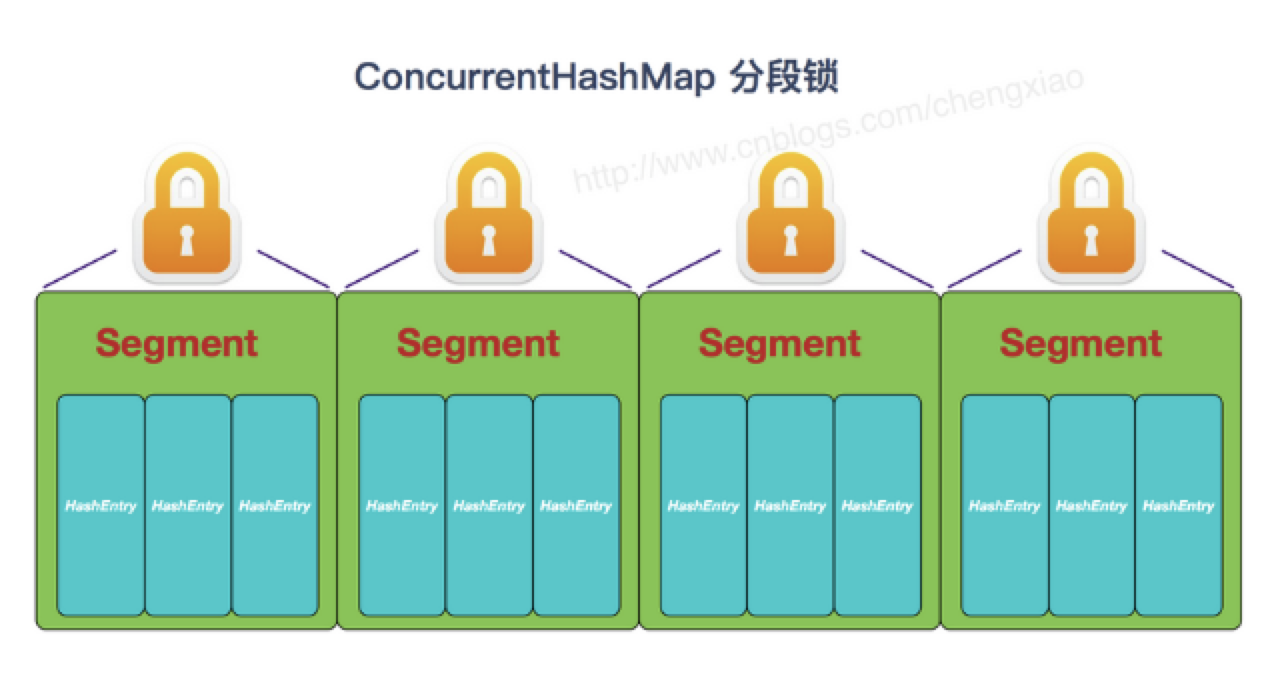 ConcurrentHashMap 分段锁
http://www.cnblogs.com/chengxiao
Segment Segment Segment Segment
HashEntry HashEntry HashEntry HashEntry HashEntry HashEntry HashEntry HashEntry HashEntry HashEntry HashEntry HashEntry